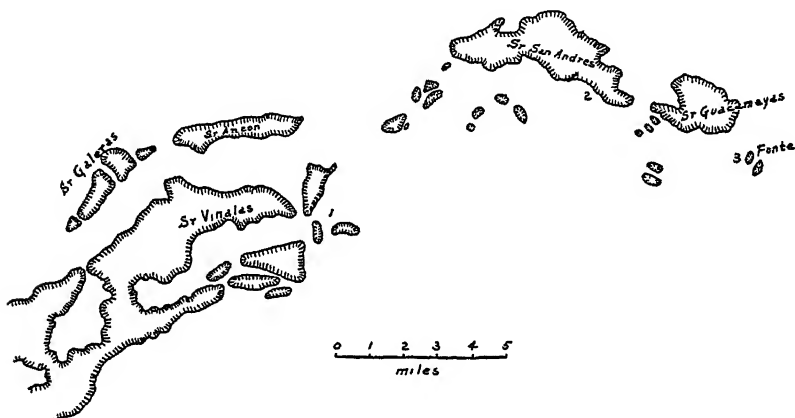 Sr San Andres
2
Sr Guacamayas
3 Fonte
Sr Ancon
Sr Galeras
Sr Vinales
1
0 1 2 3 4 5
miles